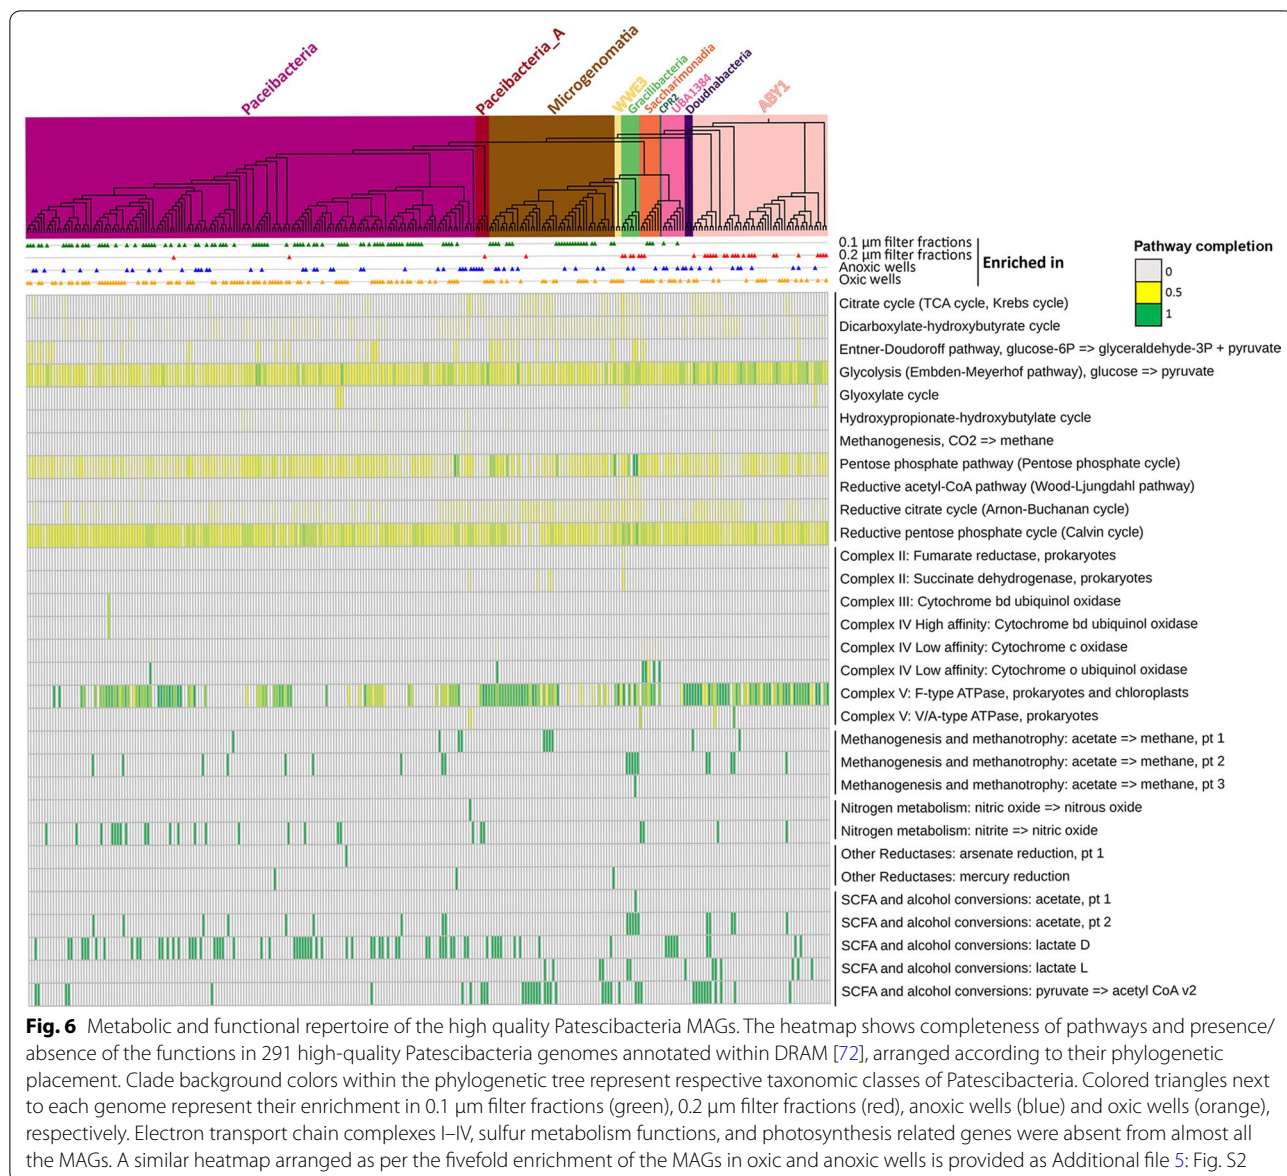 Paceibacteria
Paceibacteria_A
Microgenomatia
WWE3
Gracilibacteria
Saccharimonadia
CPR2
UBA1384
Doudnabacteria
ABY1
0.1 µm filter fractions
0.2 µm filter fractions
Anoxic wells
Oxic wells
Enriched in
Pathway completion
0
0.5
1
Citrate cycle (TCA cycle, Krebs cycle)
Dicarboxylate-hydroxybutyrate cycle
Entner-Doudoroff pathway, glucose-6P => glyceraldehyde-3P + pyruvate
Glycolysis (Embden-Meyerhof pathway), glucose => pyruvate
Glyoxylate cycle
Hydroxypropionate-hydroxybutylate cycle
Methanogenesis, CO2 => methane
Pentose phosphate pathway (Pentose phosphate cycle)
Reductive acetyl-CoA pathway (Wood-Ljungdahl pathway)
Reductive citrate cycle (Arnon-Buchanan cycle)
Reductive pentose phosphate cycle (Calvin cycle)
Complex II: Fumarate reductase, prokaryotes
Complex II: Succinate dehydrogenase, prokaryotes
Complex III: Cytochrome bd ubiquinol oxidase
Complex IV High affinity: Cytochrome bd ubiquinol oxidase
Complex IV Low affinity: Cytochrome c oxidase
Complex IV Low affinity: Cytochrome o ubiquinol oxidase
Complex V: F-type ATPase, prokaryotes and chloroplasts
Complex V: V/A-type ATPase, prokaryotes
Methanogenesis and methanotrophy: acetate => methane, pt 1
Methanogenesis and methanotrophy: acetate => methane, pt 2
Methanogenesis and methanotrophy: acetate => methane, pt 3
Nitrogen metabolism: nitric oxide => nitrous oxide
Nitrogen metabolism: nitrite => nitric oxide
Other Reductases: arsenate reduction, pt 1
Other Reductases: mercury reduction
SCFA and alcohol conversions: acetate, pt 1
SCFA and alcohol conversions: acetate, pt 2
SCFA and alcohol conversions: lactate D
SCFA and alcohol conversions: lactate L
SCFA and alcohol conversions: pyruvate => acetyl CoA v2
Fig. 6 Metabolic and functional repertoire of the high quality Patescibacteria MAGs. The heatmap shows completeness of pathways and presence/
absence of the functions in 291 high-quality Patescibacteria genomes annotated within DRAM [72], arranged according to their phylogenetic
placement. Clade background colors within the phylogenetic tree represent respective taxonomic classes of Patescibacteria. Colored triangles next
to each genome represent their enrichment in 0.1 µm filter fractions (green), 0.2 µm filter fractions (red), anoxic wells (blue) and oxic wells (orange),
respectively. Electron transport chain complexes I–IV, sulfur metabolism functions, and photosynthesis related genes were absent from almost all
the MAGs. A similar heatmap arranged as per the fivefold enrichment of the MAGs in oxic and anoxic wells is provided as Additional file 5: Fig. S2